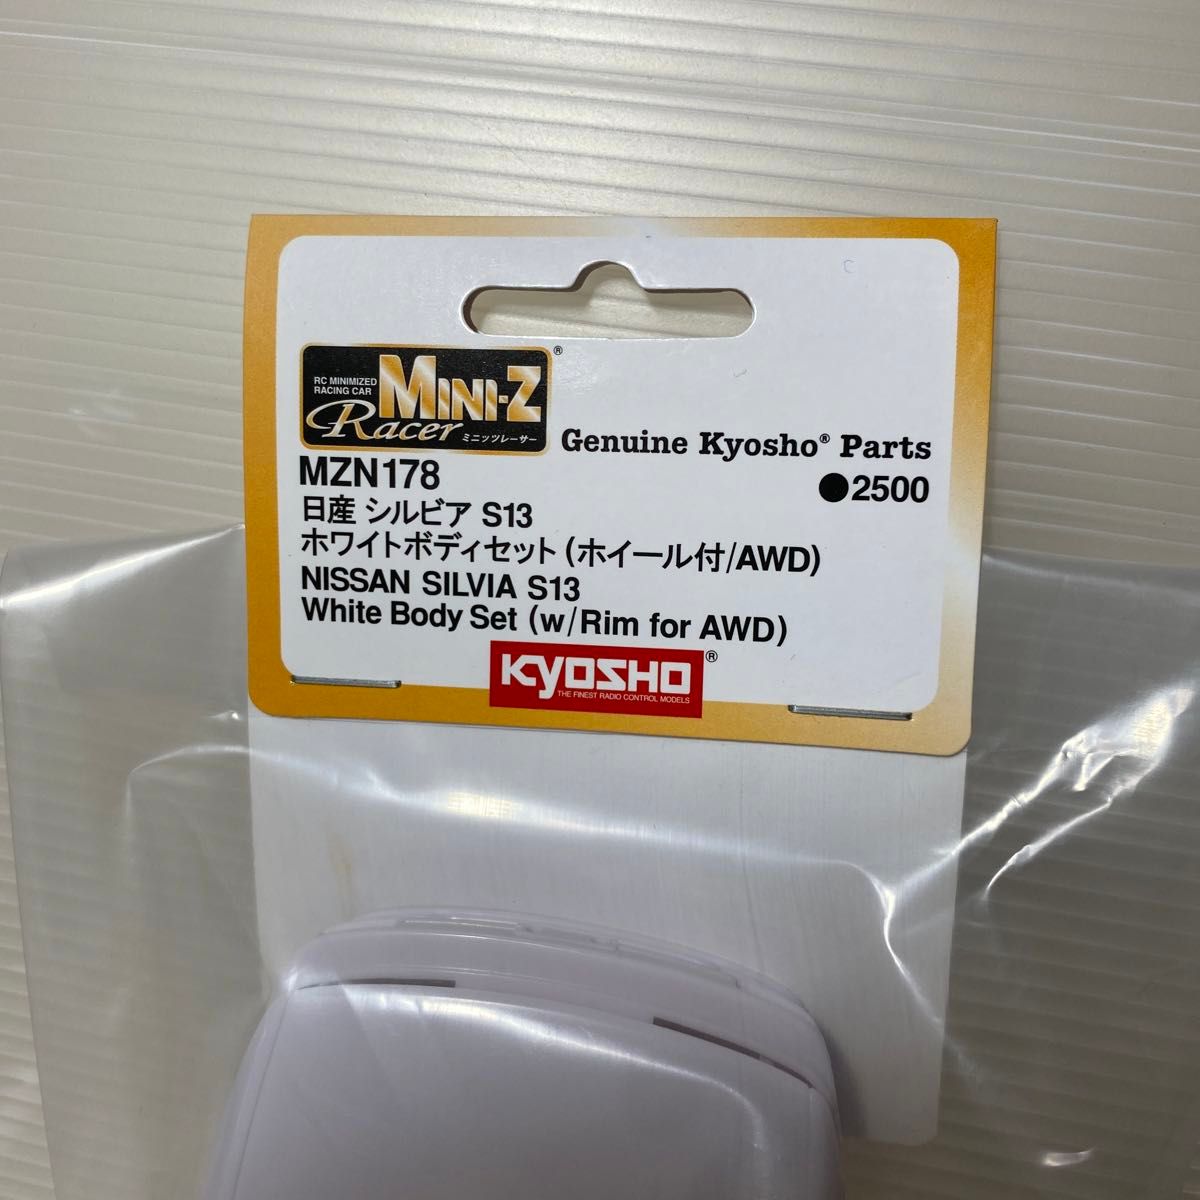 RC MINIMIZED
RACING CAR
MINI-Z®
Racer
ミニッツレーサー
Genuine Kyosho® Parts
MZN178
●2500
日産 シルビア S13
ホワイトボディセット (ホイール付/AWD)
NISSAN SILVIA S13
White Body Set (w/Rim for AWD)
KYOSHO®
THE FINEST RADIO CONTROL MODELS